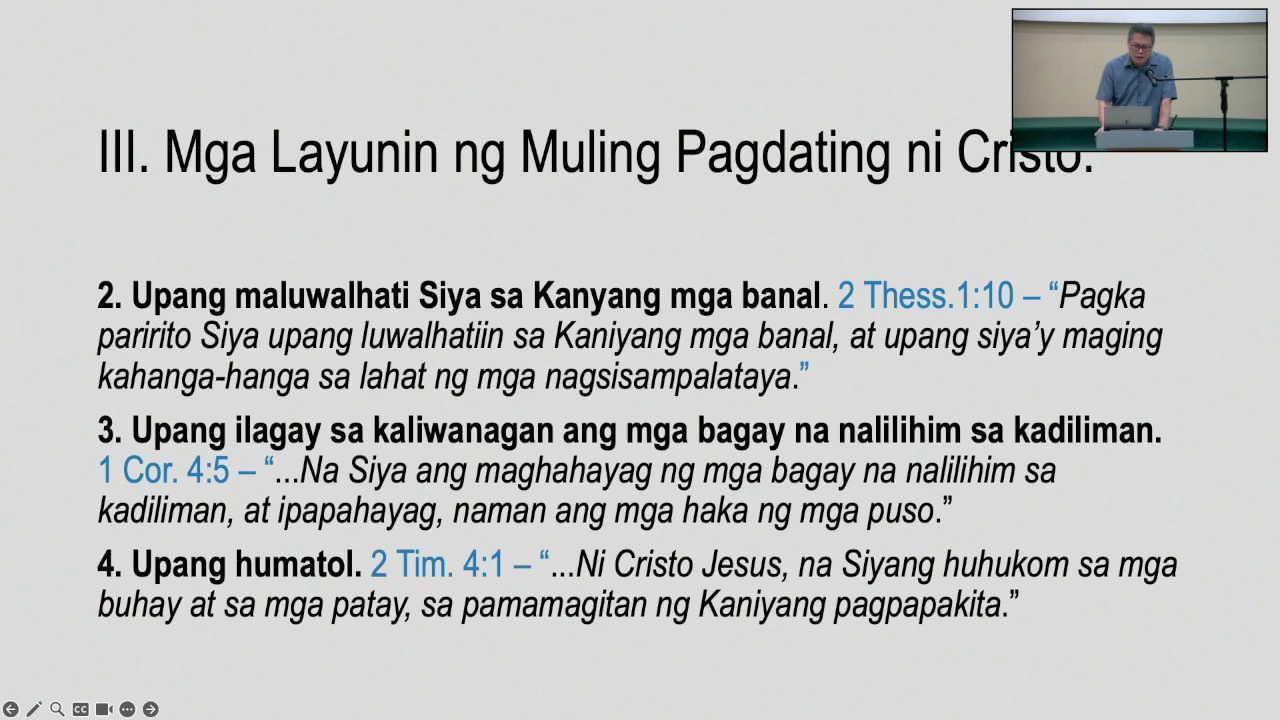 III. Mga Layunin ng Muling Pagdating ni Cristo.
2. Upang maluwalhati Siya sa Kanyang mga banal. 2 Thess.1:10 – “Pagka
paririto Siya upang luwalhatiin sa Kaniyang mga banal, at upang siya’y maging
kahanga-hanga sa lahat ng mga nagsisampalataya.”
3. Upang ilagay sa kaliwanagan ang mga bagay na nalilihim sa kadiliman.
1 Cor. 4:5 – “...Na Siya ang maghahayag ng mga bagay na nalilihim sa
kadiliman, at ipapahayag, naman ang mga haka ng mga puso.”
4. Upang humatol. 2 Tim. 4:1 – “...Ni Cristo Jesus, na Siyang huhukom sa mga
buhay at sa mga patay, sa pamamagitan ng Kaniyang pagpapakita.”
CC